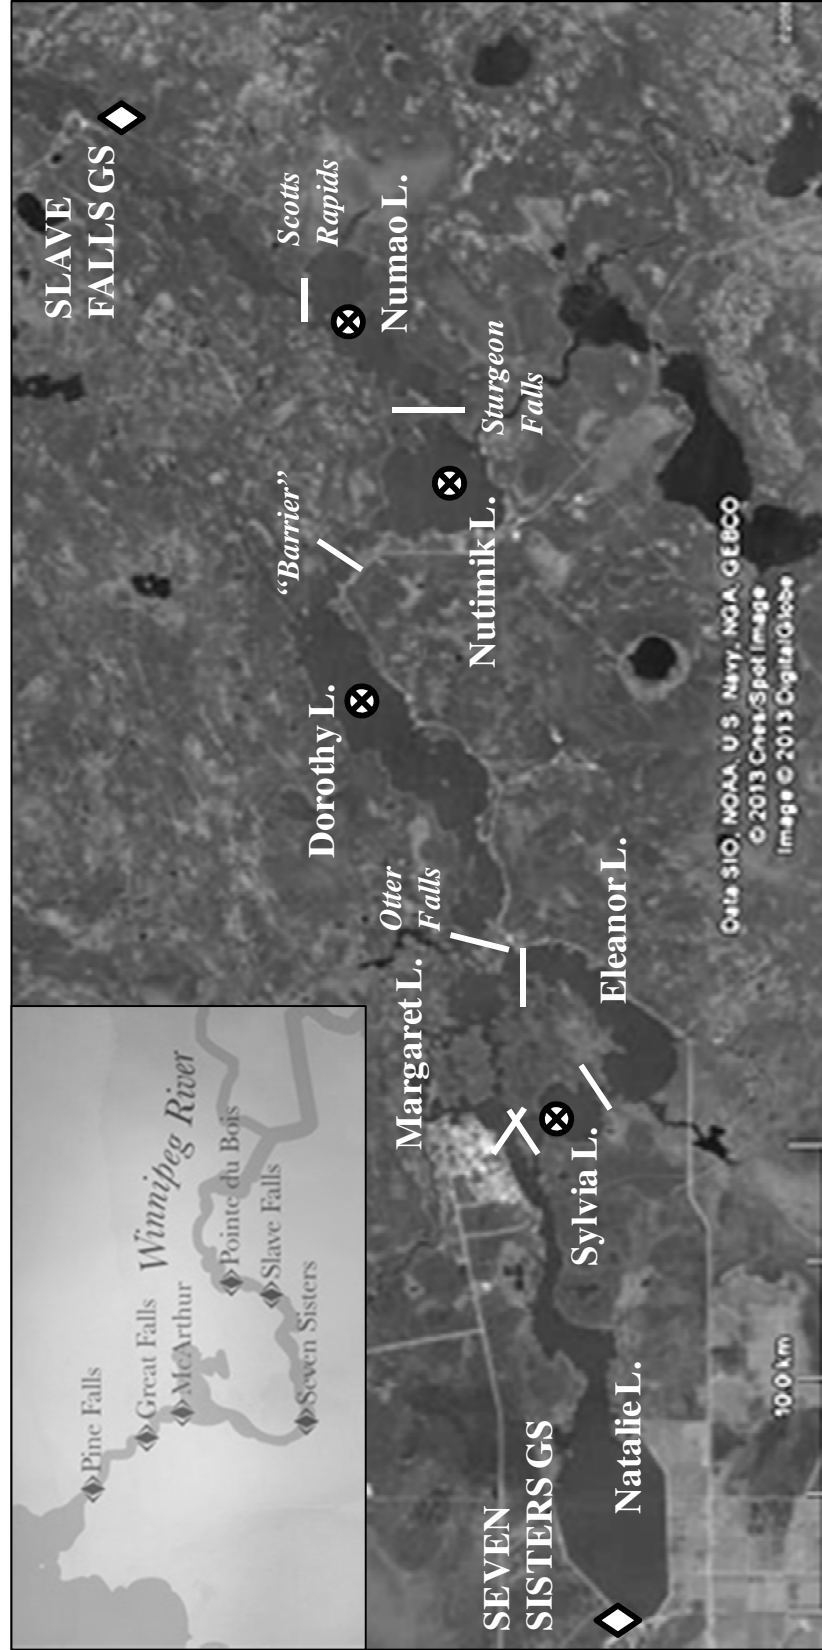 Pine Falls
Great Falls
McArthur
Winnipeg River
Pointe du Bois
Slave Falls
Seven Sisters
SLAVE
FALLS GS
Scotts
Rapids
Numao L.
Sturgeon
Falls
“Barrier”
Nutimik L.
Dorothy L.
Otter
Falls
Margaret L.
Eleanor L.
Sylvia L.
SEVEN
SISTERS GS
Natalie L.
10.0 km
Data SIO, NOAA, U.S. Navy, NGA, GEBCO
© 2013 Cnes/Spot Image
Image © 2013 DigitalGlobe